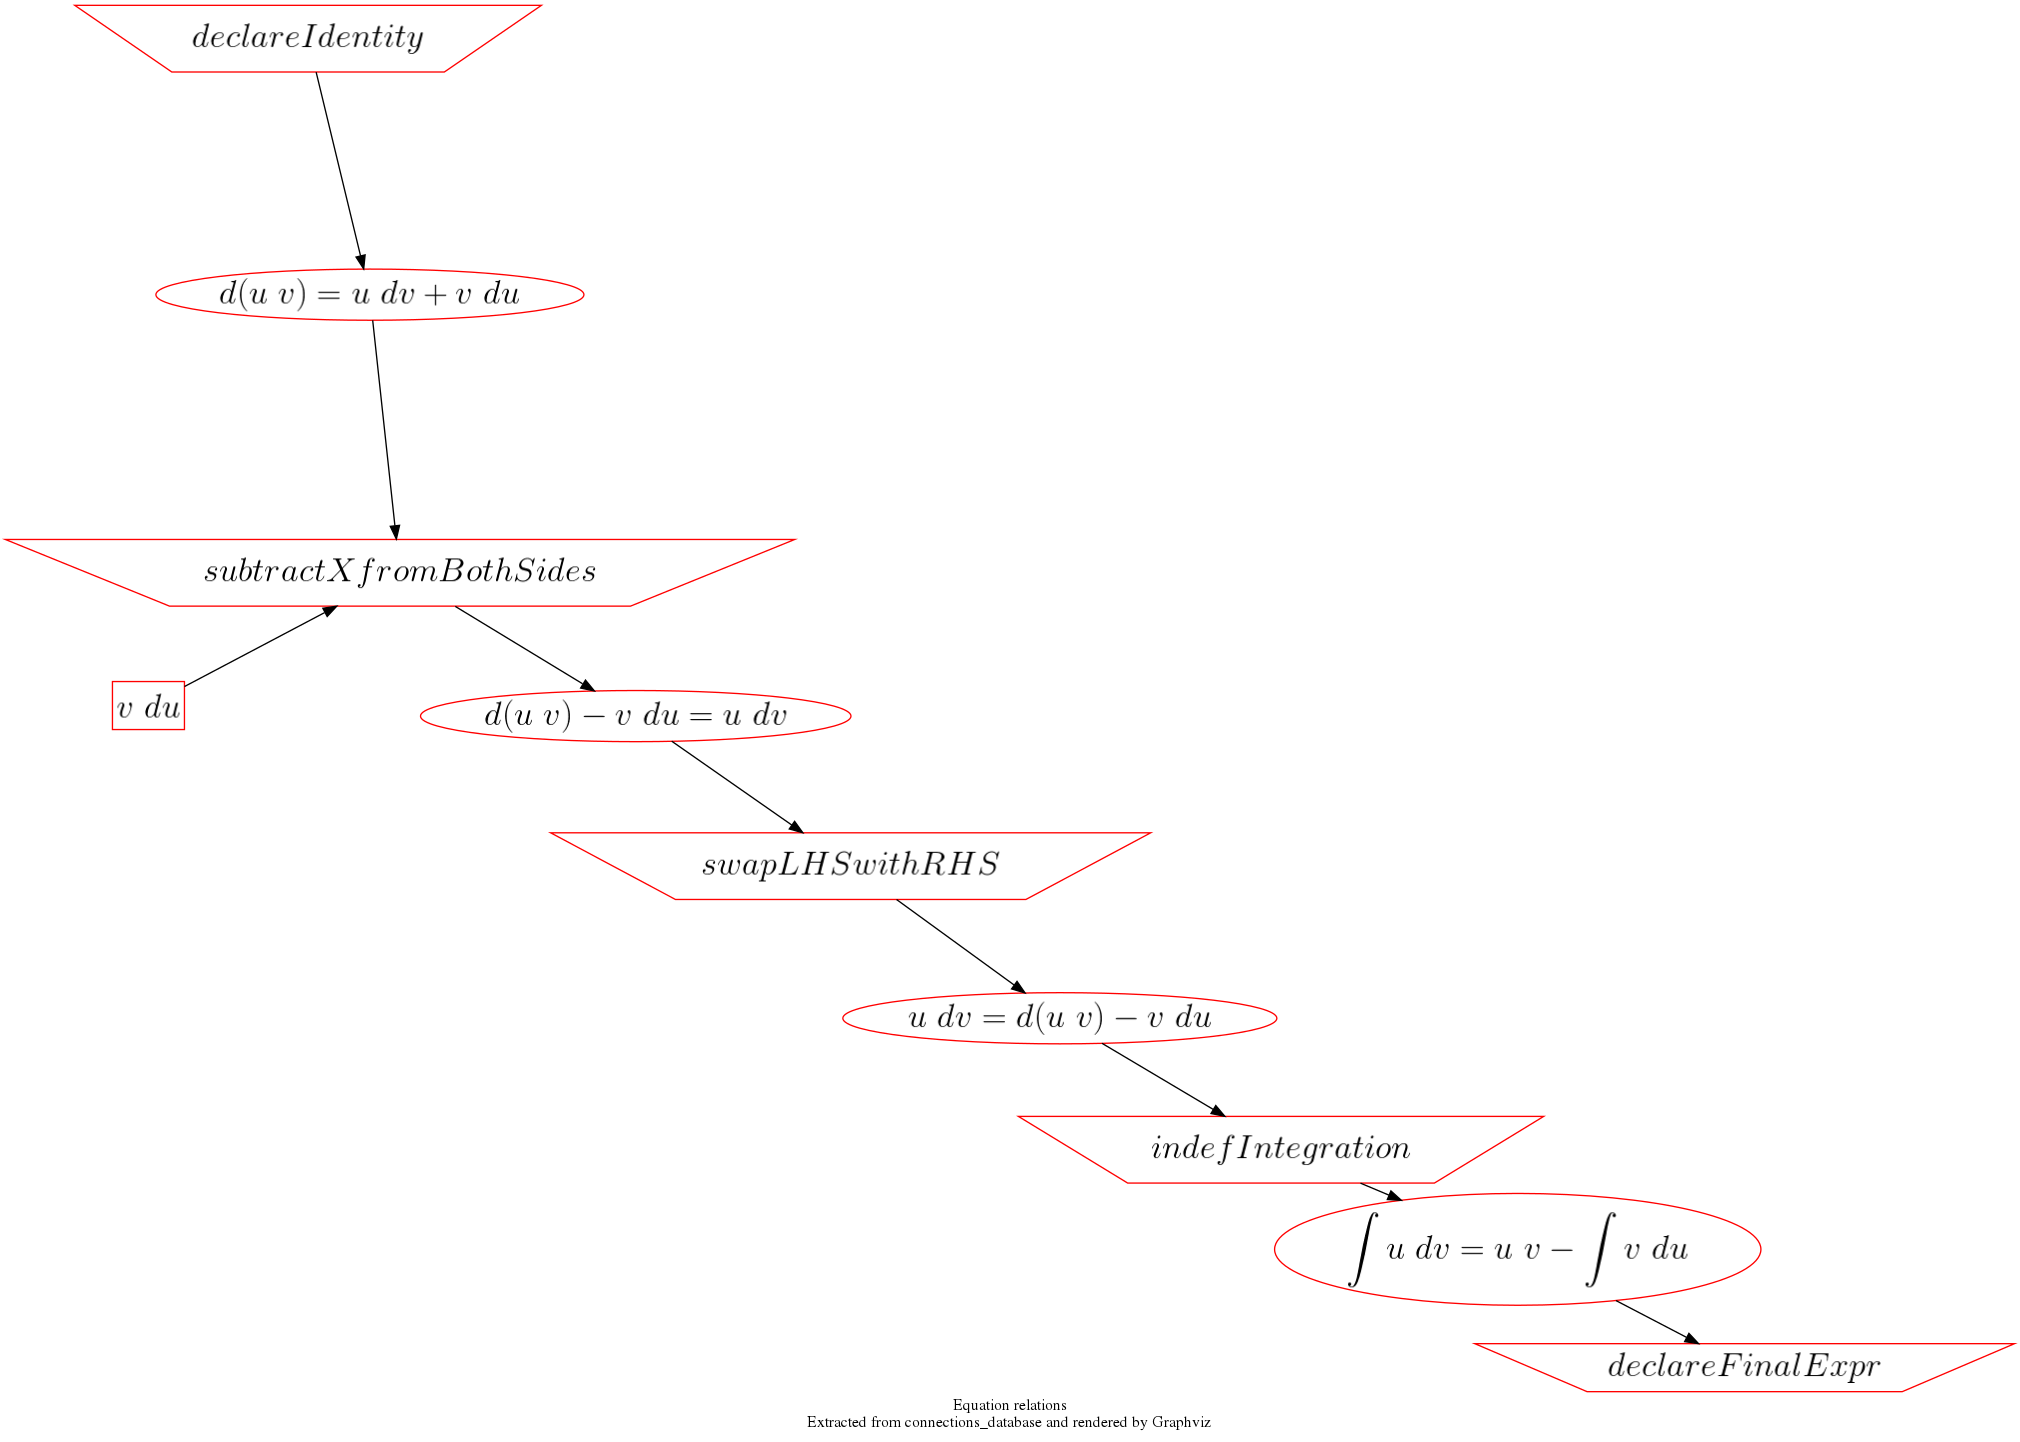 declareIdentity
d(u v) = u dv + v du
subtractXfromBothSides
v du
d(u v) − v du = u dv
swapLHSwithRHS
u dv = d(u v) − v du
indefIntegration
∫ u dv = u v − ∫ v du
declareFinalExpr
Equation relations
Extracted from connections_database and rendered by Graphviz